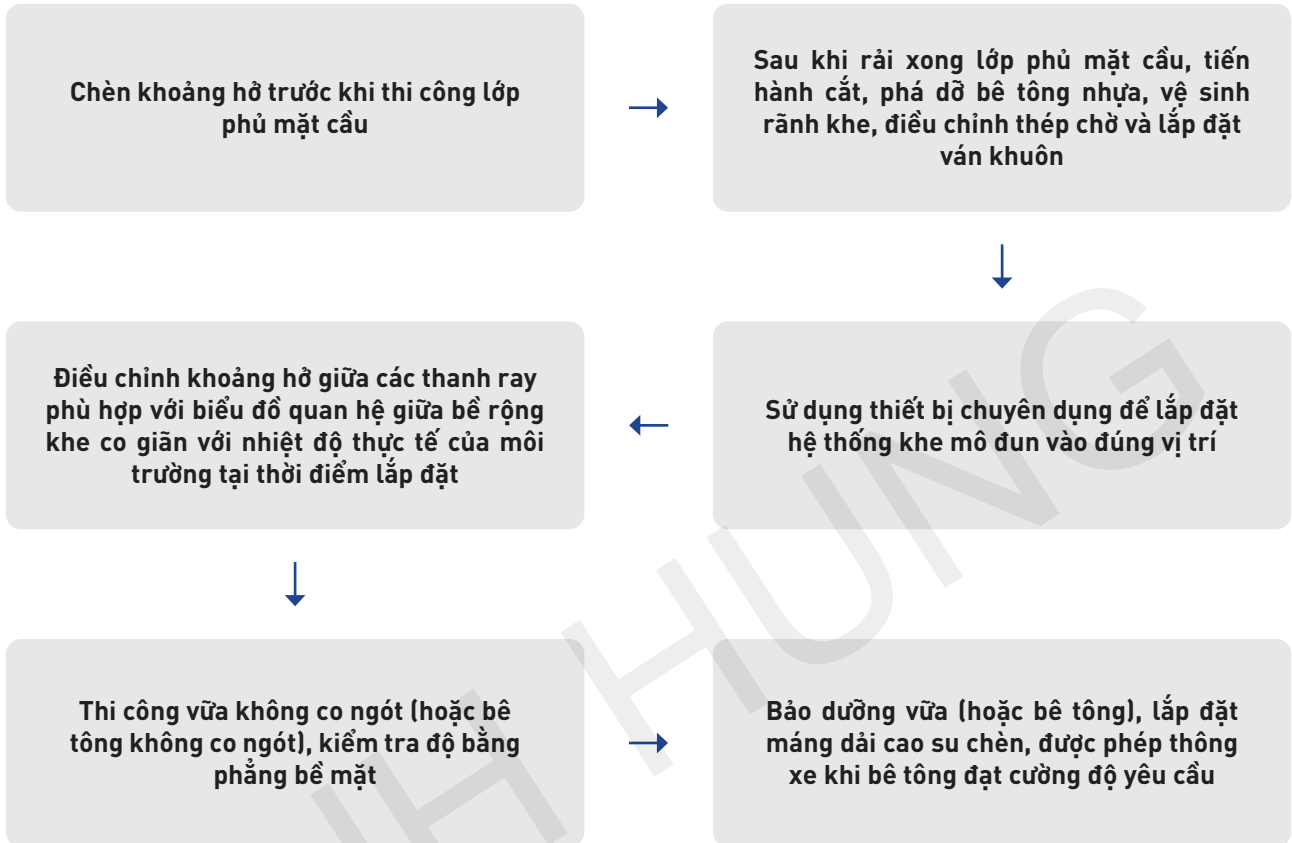 Chèn khoảng hở trước khi thi công lớp
phủ mặt cầu
Sau khi rải xong lớp phủ mặt cầu, tiến
hành cắt, phá dỡ bê tông nhựa, vệ sinh
rãnh khe, điều chỉnh thép chờ và lắp đặt
ván khuôn
Sử dụng thiết bị chuyên dụng để lắp đặt
hệ thống khe mô đun vào đúng vị trí
Điều chỉnh khoảng hở giữa các thanh ray
phù hợp với biểu đồ quan hệ giữa bề rộng
khe co giãn với nhiệt độ thực tế của môi
trường tại thời điểm lắp đặt
Thi công vữa không co ngót (hoặc bê
tông không co ngót), kiểm tra độ bằng
phẳng bề mặt
Bảo dưỡng vữa (hoặc bê tông), lắp đặt
máng dải cao su chèn, được phép thông
xe khi bê tông đạt cường độ yêu cầu
HUNG